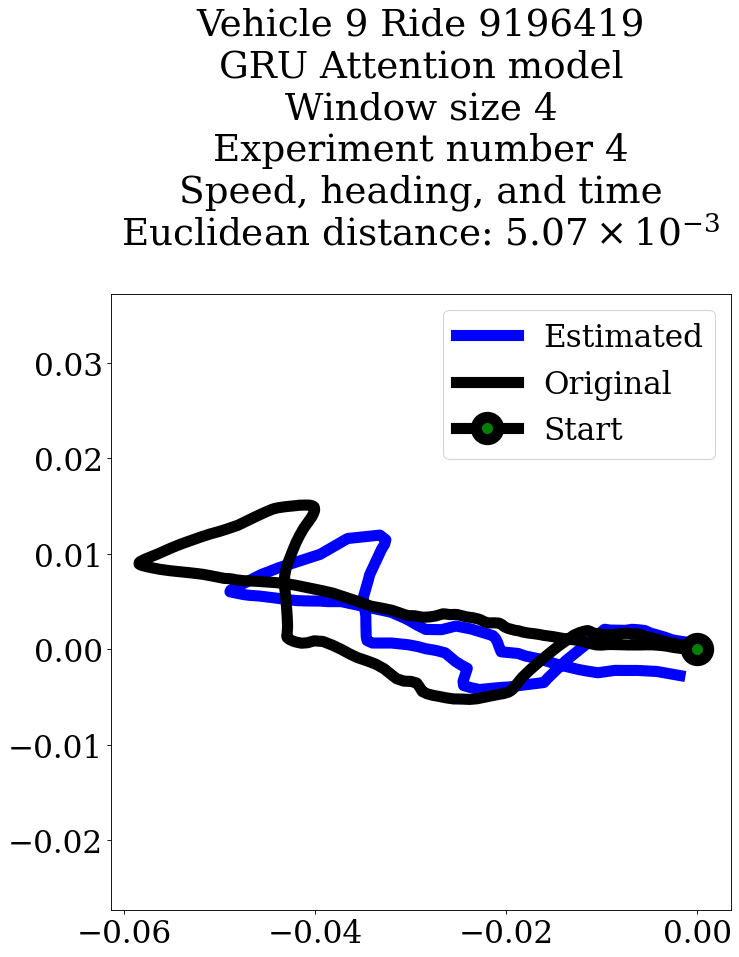 Vehicle 9 Ride 9196419
GRU Attention model
Window size 4
Experiment number 4
Speed, heading, and time
Euclidean distance: 5.07 × 10⁻³
Estimated
Original
Start
0.03
0.02
0.01
0.00
−0.01
−0.02
−0.06
−0.04
−0.02
0.00